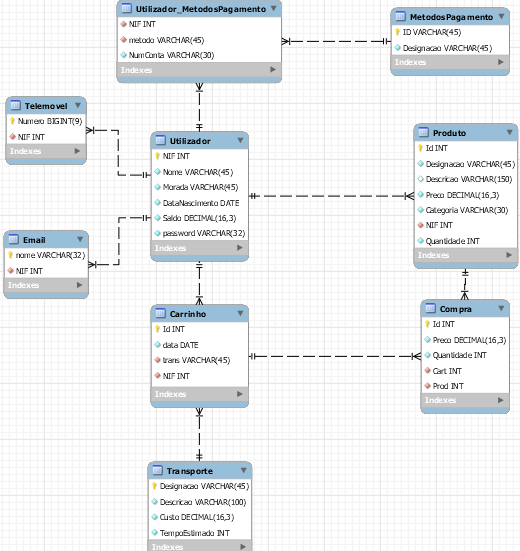 Utilizador_MetodosPagamento
NIF INT
metodo VARCHAR(45)
NumConta VARCHAR(30)
Indexes
MetodosPagamento
ID VARCHAR(45)
Designacao VARCHAR(45)
Indexes
Telemovel
Numero BIGINT(9)
NIF INT
Indexes
Utilizador
NIF INT
Nome VARCHAR(45)
Morada VARCHAR(45)
DataNascimento DATE
Saldo DECIMAL(16,3)
password VARCHAR(32)
Indexes
Produto
Id INT
Designacao VARCHAR(45)
Descricao VARCHAR(150)
Preco DECIMAL(16,3)
Categoria VARCHAR(30)
NIF INT
Quantidade INT
Indexes
Email
nome VARCHAR(32)
NIF INT
Indexes
Carrinho
Id INT
data DATE
trans VARCHAR(45)
NIF INT
Indexes
Compra
Id INT
Preco DECIMAL(16,3)
Quantidade INT
Cart INT
Prod INT
Indexes
Transporte
Designacao VARCHAR(45)
Descricao VARCHAR(100)
Custo DECIMAL(16,3)
TempoEstimado INT
Indexes